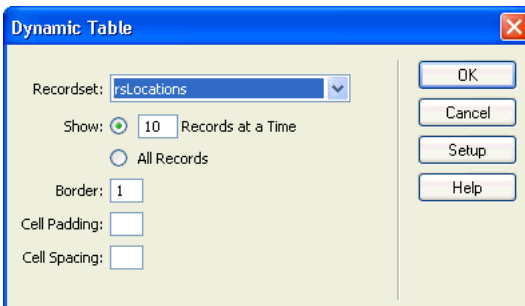 Dynamic Table
Recordset: rsLocations
Show: 10 Records at a Time
All Records
Border: 1
Cell Padding:
Cell Spacing:
OK
Cancel
Setup
Help